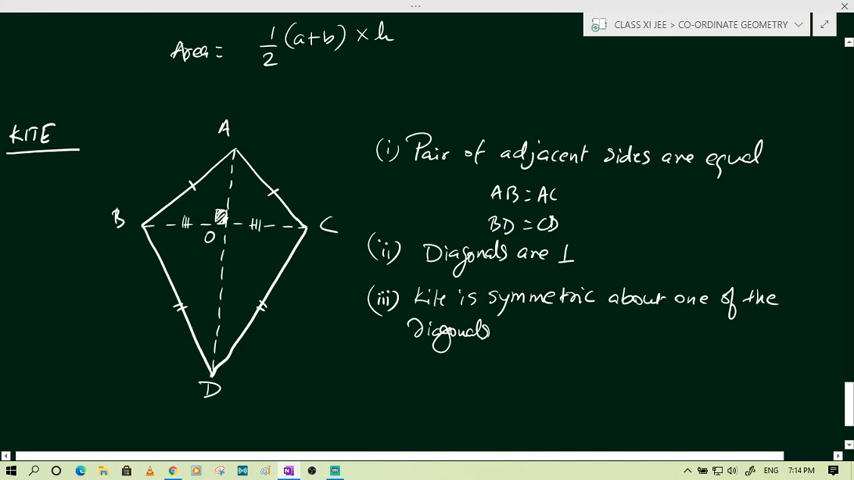 CLASS XI JEE > CO-ORDINATE GEOMETRY
Area = 1/2 (a+b) × h
KITE
A
B
C
O
D
(i) Pair of adjacent sides are equal
AB = AC
BD = CD
(ii) Diagonals are ⊥
(iii) Kite is symmetric about one of the
Diagonals
ENG
7:14 PM